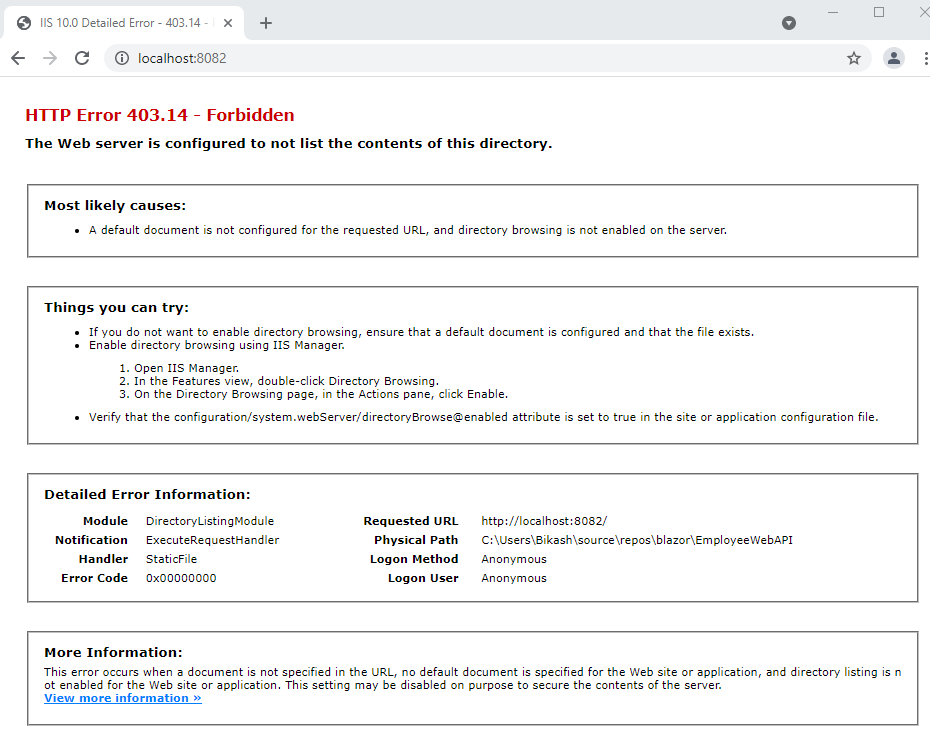 IIS 10.0 Detailed Error - 403.14 -
localhost:8082
HTTP Error 403.14 - Forbidden
The Web server is configured to not list the contents of this directory.
Most likely causes:
A default document is not configured for the requested URL, and directory browsing is not enabled on the server.
Things you can try:
If you do not want to enable directory browsing, ensure that a default document is configured and that the file exists.
Enable directory browsing using IIS Manager.
1. Open IIS Manager.
2. In the Features view, double-click Directory Browsing.
3. On the Directory Browsing page, in the Actions pane, click Enable.
Verify that the configuration/system.webServer/directoryBrowse@enabled attribute is set to true in the site or application configuration file.
Detailed Error Information:
Module DirectoryListingModule Requested URL http://localhost:8082/
Notification ExecuteRequestHandler Physical Path C:\Users\Bikash\source\repos\blazor\EmployeeWebAPI
Handler StaticFile Logon Method Anonymous
Error Code 0x00000000 Logon User Anonymous
More Information:
This error occurs when a document is not specified in the URL, no default document is specified for the Web site or application, and directory listing is n
ot enabled for the Web site or application. This setting may be disabled on purpose to secure the contents of the server.
View more information »